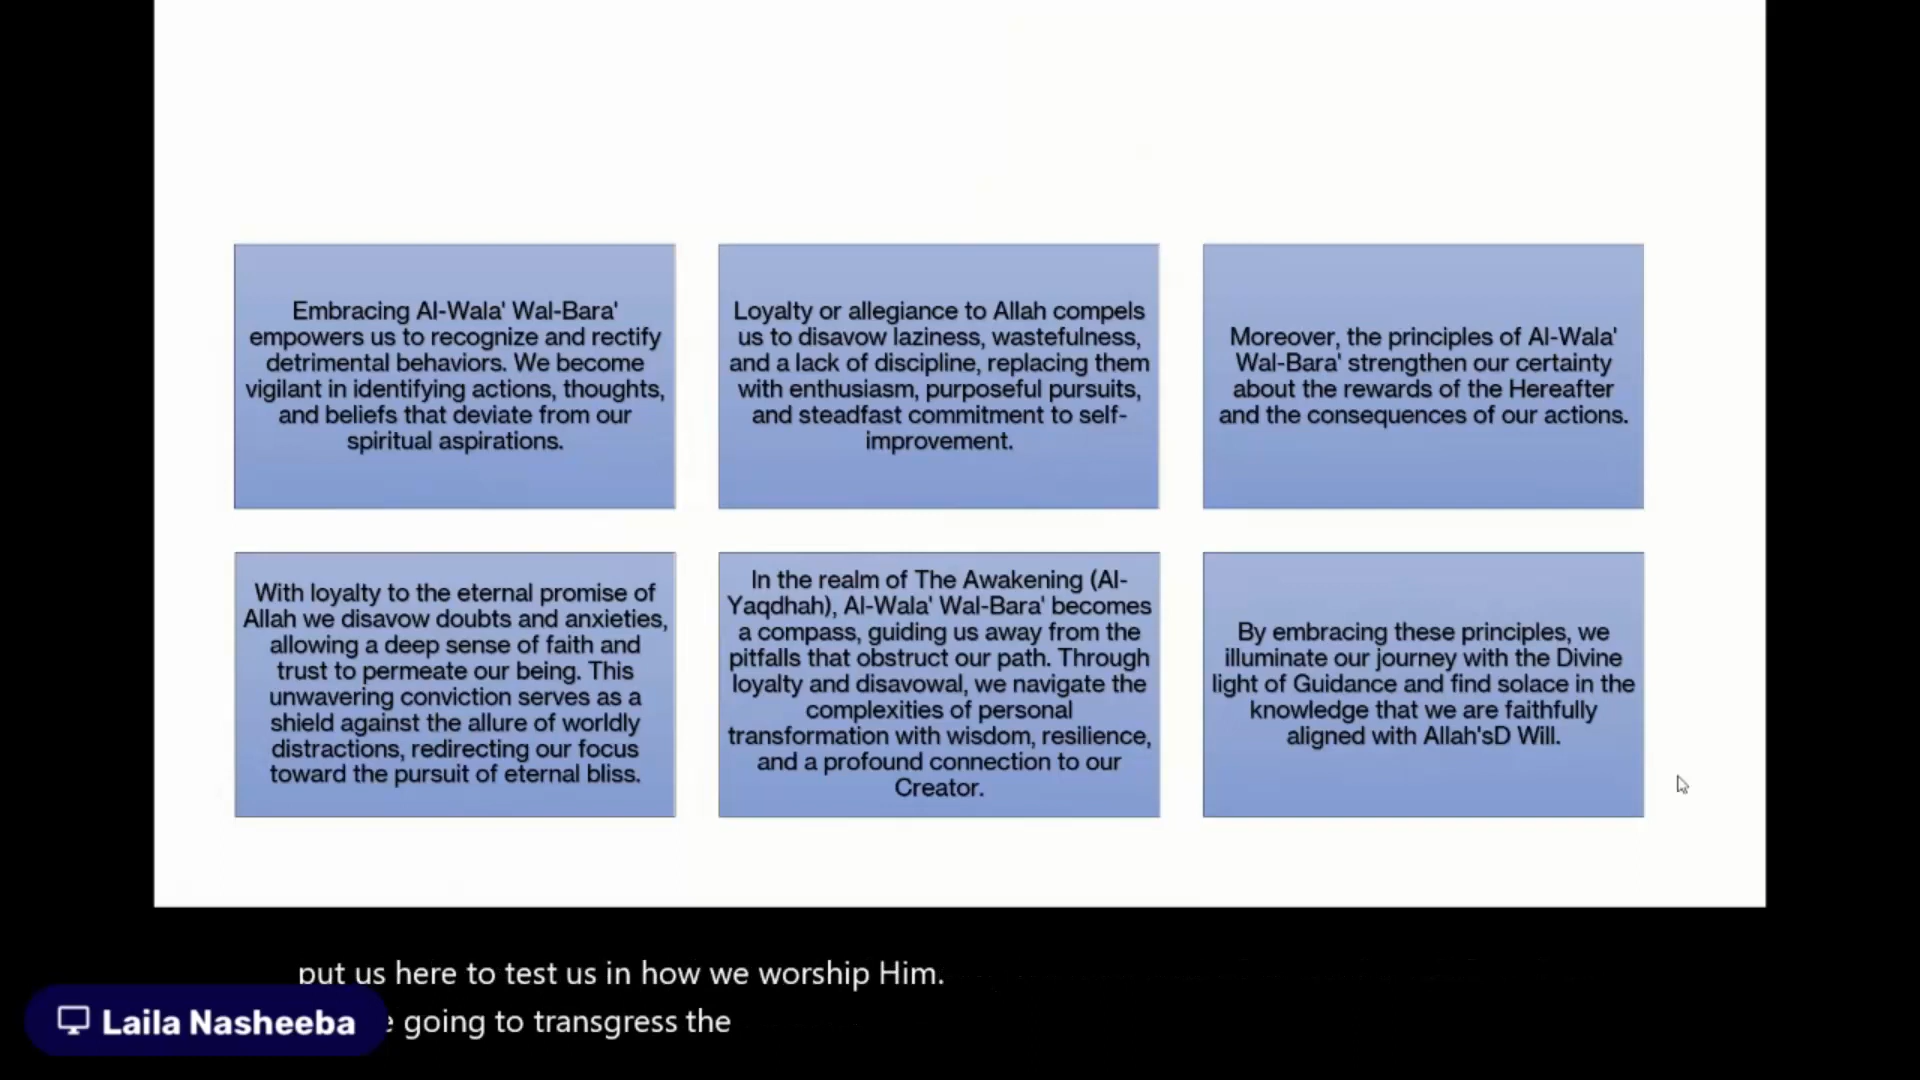 Embracing Al-Wala' Wal-Bara'
empowers us to recognize and rectify
detrimental behaviors. We become
vigilant in identifying actions, thoughts,
and beliefs that deviate from our
spiritual aspirations.
Loyalty or allegiance to Allah compels
us to disavow laziness, wastefulness,
and a lack of discipline, replacing them
with enthusiasm, purposeful pursuits,
and steadfast commitment to self-
improvement.
Moreover, the principles of Al-Wala'
Wal-Bara' strengthen our certainty
about the rewards of the Hereafter
and the consequences of our actions.
With loyalty to the eternal promise of
Allah we disavow doubts and anxieties,
allowing a deep sense of faith and
trust to permeate our being. This
unwavering conviction serves as a
shield against the allure of worldly
distractions, redirecting our focus
toward the pursuit of eternal bliss.
In the realm of The Awakening (Al-
Yaqdhah), Al-Wala' Wal-Bara' becomes
a compass, guiding us away from the
pitfalls that obstruct our path. Through
loyalty and disavowal, we navigate the
complexities of personal
transformation with wisdom, resilience,
and a profound connection to our
Creator.
By embracing these principles, we
illuminate our journey with the Divine
light of Guidance and find solace in the
knowledge that we are faithfully
aligned with Allah'sD Will.
put us here to test us in how we worship Him.
going to transgress the
Laila Nasheeba